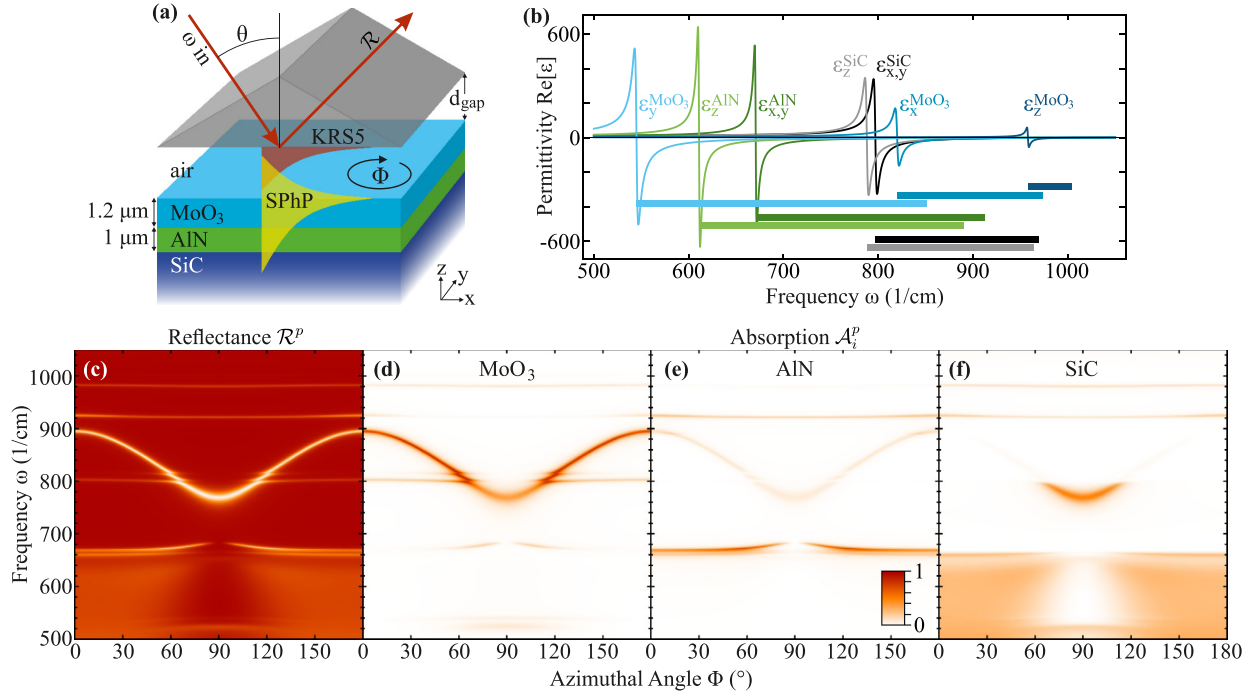 (a)
ω in
θ
R
d_gap
KRS5
air
Φ
SPhP
1.2 μm
MoO₃
1 μm
AlN
SiC
z
y
x
(b)
Permittivity Re[ε]
600
300
0
-300
-600
ε_y^MoO₃
ε_z^AlN
ε_x,y^AlN
ε_z^SiC
ε_x,y^SiC
ε_x^MoO₃
ε_z^MoO₃
500 600 700 800 900 1000
Frequency ω (1/cm)
Reflectance R^p
Absorption A_i^p
(c)
(d)
MoO₃
(e)
AlN
(f)
SiC
Frequency ω (1/cm)
1000
900
800
700
600
500
1
0
0 30 60 90 120 150
0 30 60 90 120 150
0 30 60 90 120 150
0 30 60 90 120 150 180
Azimuthal Angle Φ (°)